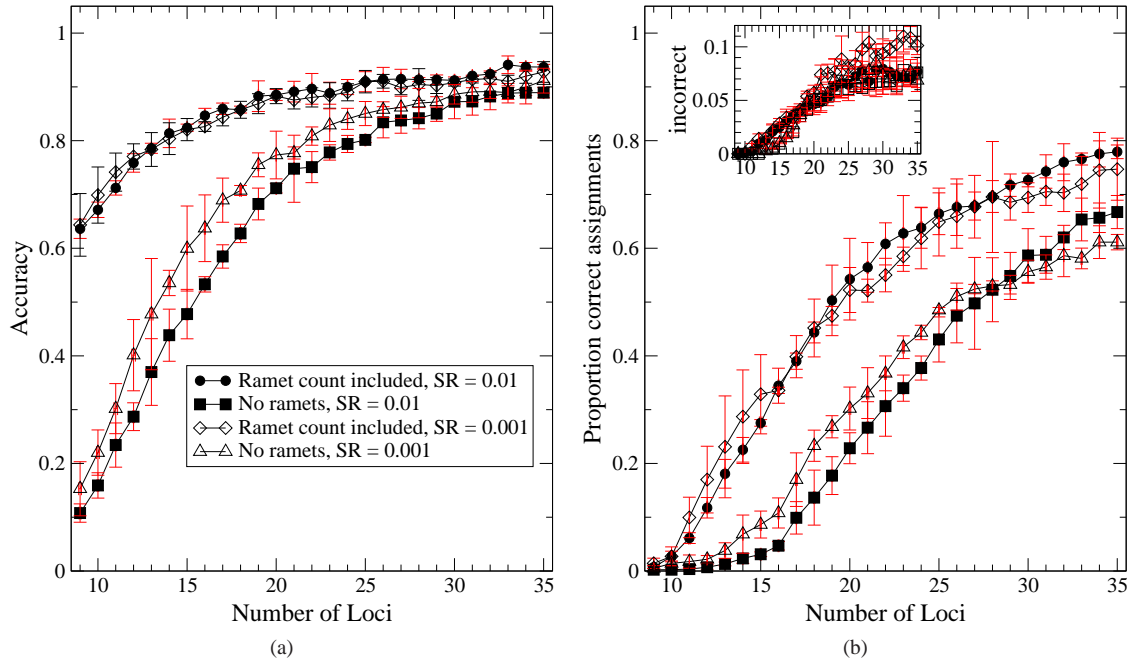 1
0.8
0.6
0.4
0.2
0
Accuracy
10 15 20 25 30 35
Number of Loci
Ramet count included, SR = 0.01
No ramets, SR = 0.01
Ramet count included, SR = 0.001
No ramets, SR = 0.001
(a)
1
0.8
0.6
0.4
0.2
0
Proportion correct assignments
10 15 20 25 30 35
Number of Loci
0.1
0.05
0
incorrect
10 15 20 25 30 35
(b)